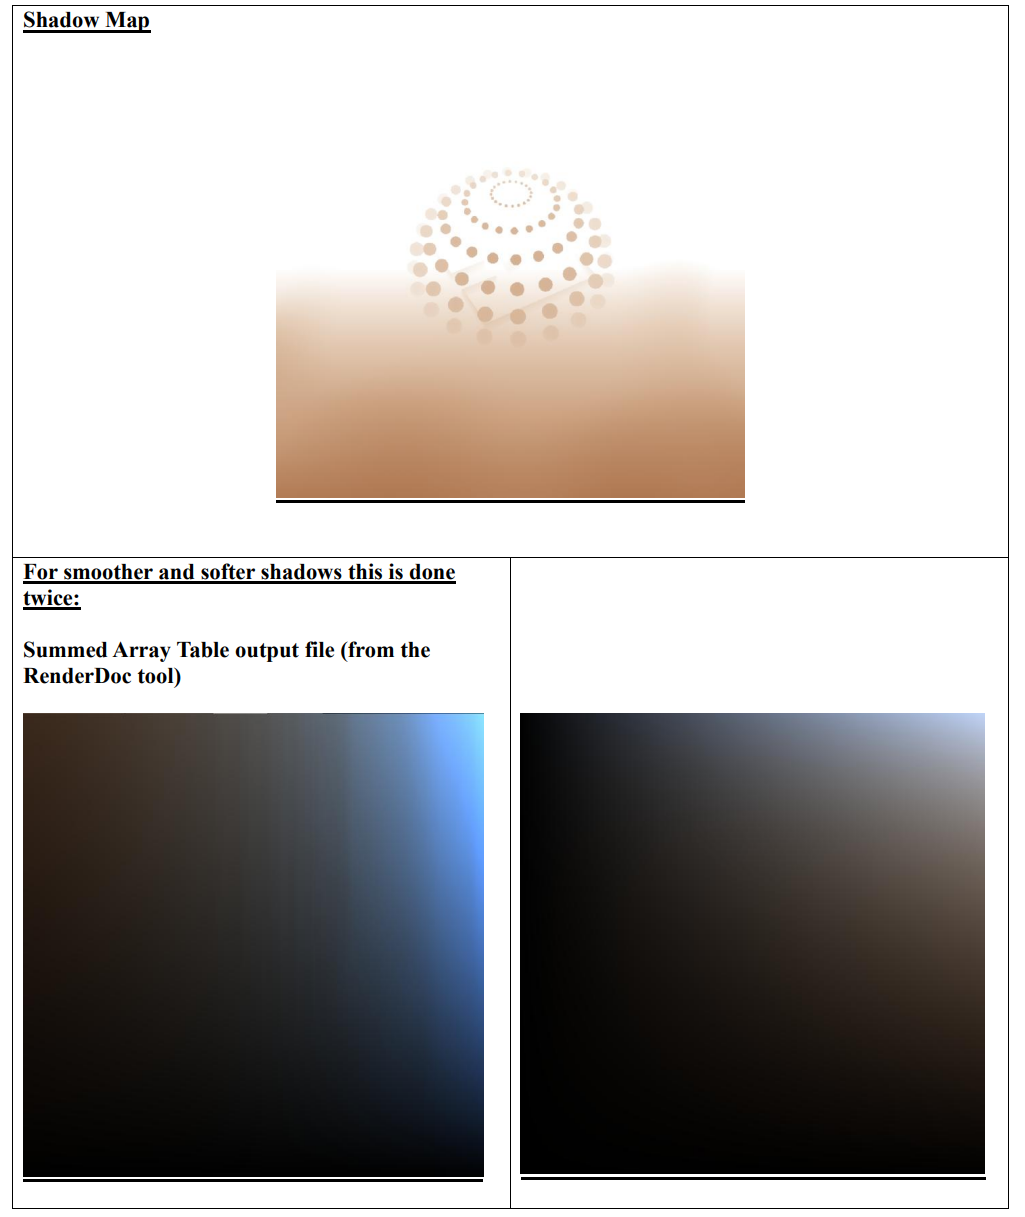 Shadow Map
For smoother and softer shadows this is done
twice:
Summed Array Table output file (from the
RenderDoc tool)